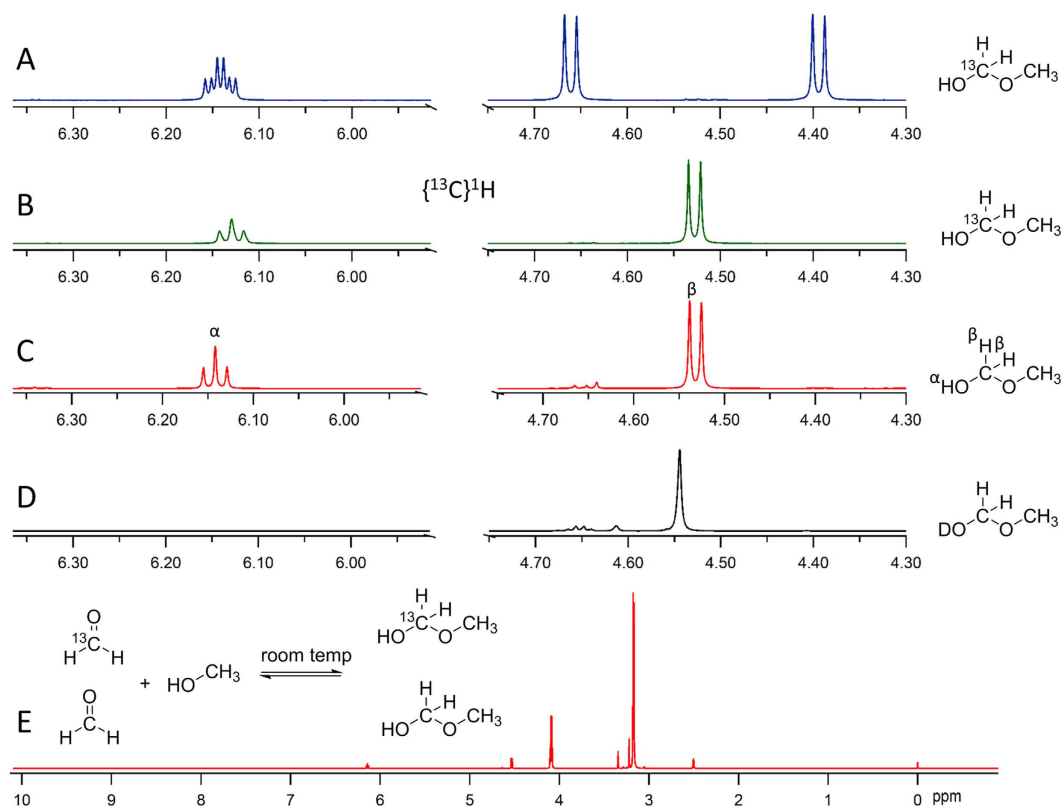 A
H
13C H
HO O CH3
6.30 6.20 6.10 6.00 4.70 4.60 4.50 4.40 4.30
B
{13C}1H
H
13C H
HO O CH3
6.30 6.20 6.10 6.00 4.70 4.60 4.50 4.40 4.30
C
α
β
βH β
H
αHO O CH3
6.30 6.20 6.10 6.00 4.70 4.60 4.50 4.40 4.30
D
H
H
DO O CH3
6.30 6.20 6.10 6.00 4.70 4.60 4.50 4.40 4.30
O
13C
H H
+ HO CH3
room temp
H
13C H
HO O CH3
O
H H
H
H
HO O CH3
E
10 9 8 7 6 5 4 3 2 1 0 ppm